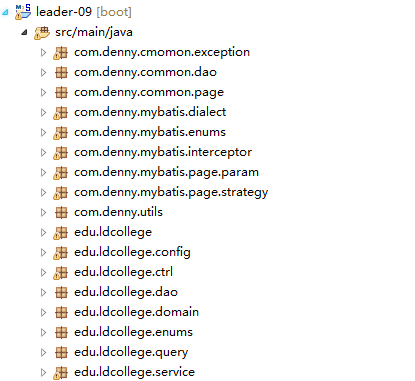 leader-09 [boot]
src/main/java
com.denny.cmomon.exception
com.denny.common.dao
com.denny.common.page
com.denny.mybatis.dialect
com.denny.mybatis.enums
com.denny.mybatis.interceptor
com.denny.mybatis.page.param
com.denny.mybatis.page.strategy
com.denny.utils
edu.ldcollege
edu.ldcollege.config
edu.ldcollege.ctrl
edu.ldcollege.dao
edu.ldcollege.domain
edu.ldcollege.enums
edu.ldcollege.query
edu.ldcollege.service